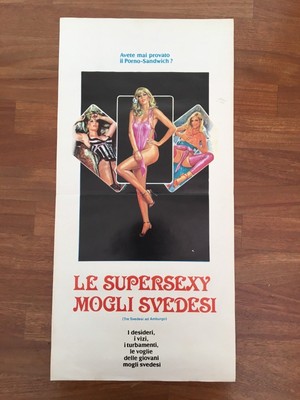 Avete mai provato
il Porno-Sandwich?
LE SUPERSEXY
MOGLI SVEDESI
I desideri,
i vizi,
i turbamenti,
le voglie
delle giovani
mogli svedesi